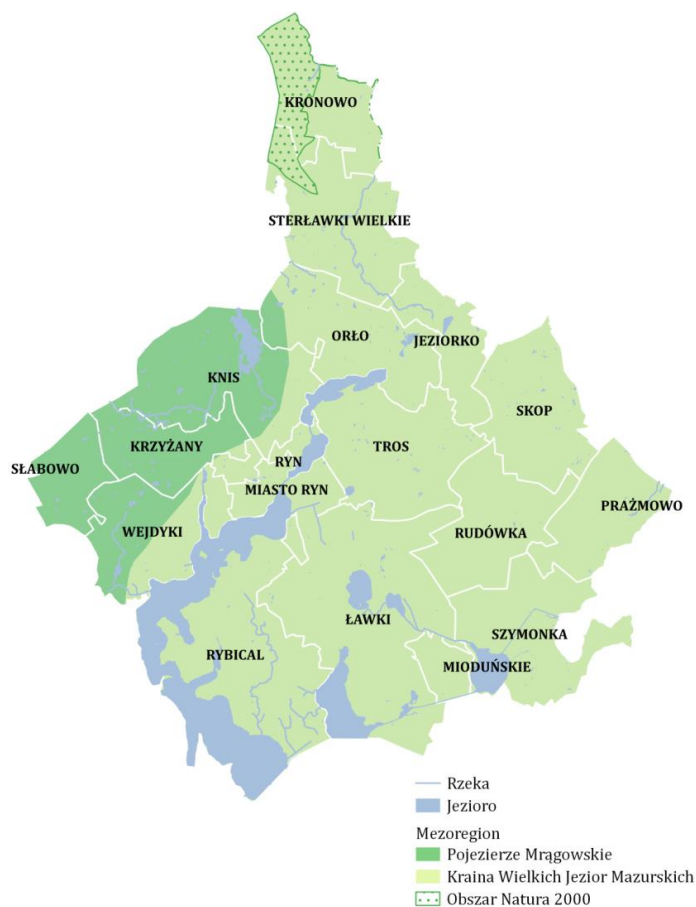 KRONOWO
STERŁAWKI WIELKIE
ORŁO
JEZIORKO
KNIS
SKOP
KRZYŻANY
TROS
RYN
SŁABOWO
MIASTO RYN
PRAŻMOWO
WEJDYKI
RUDÓWKA
ŁAWKI
SZYMONKA
RYBICAL
MIODUŃSKIE
Rzeka
Jezioro
Mezoregion
Pojezierze Mrągowskie
Kraina Wielkich Jezior Mazurskich
Obszar Natura 2000